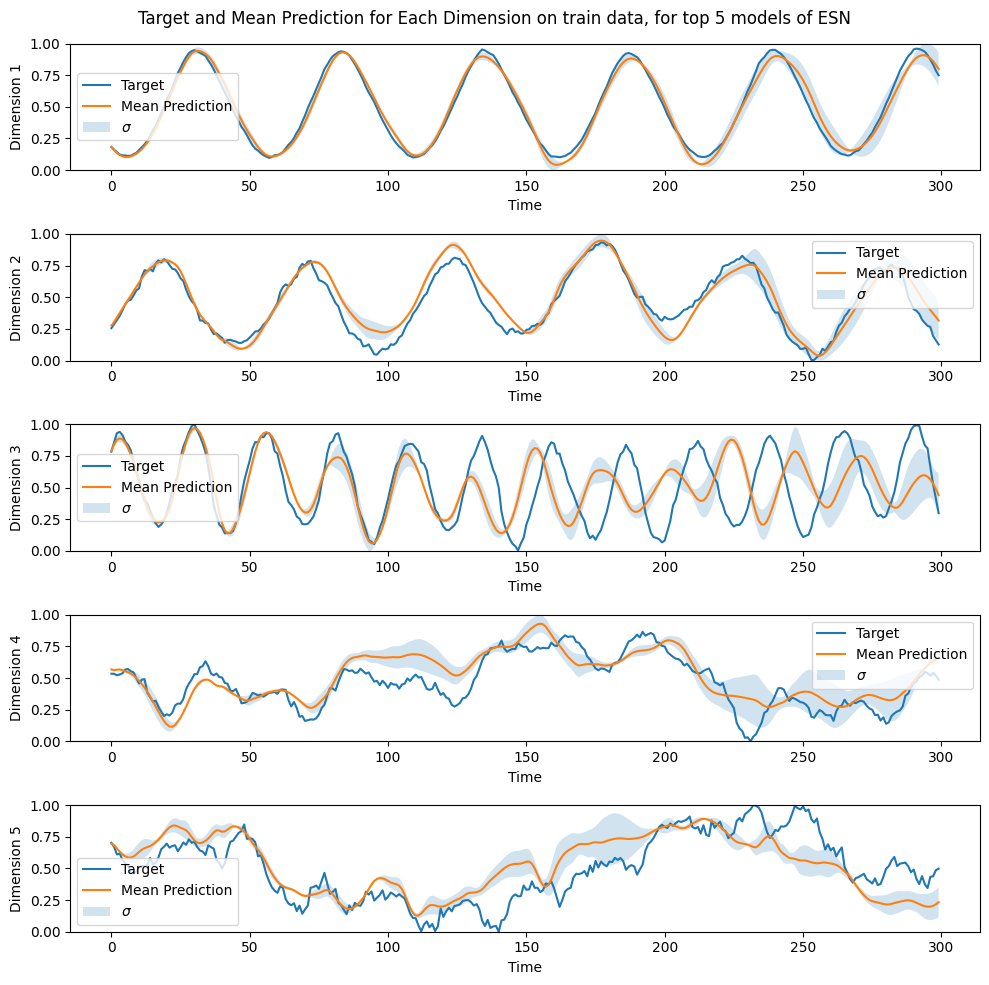 Target and Mean Prediction for Each Dimension on train data, for top 5 models of ESN
1.00
0.75
0.50
0.25
0.00
Dimension 1
Target
Mean Prediction
σ
0 50 100 150 200 250 300
Time
1.00
0.75
0.50
0.25
0.00
Dimension 2
Target
Mean Prediction
σ
0 50 100 150 200 250 300
Time
1.00
0.75
0.50
0.25
0.00
Dimension 3
Target
Mean Prediction
σ
0 50 100 150 200 250 300
Time
1.00
0.75
0.50
0.25
0.00
Dimension 4
Target
Mean Prediction
σ
0 50 100 150 200 250 300
Time
1.00
0.75
0.50
0.25
0.00
Dimension 5
Target
Mean Prediction
σ
0 50 100 150 200 250 300
Time